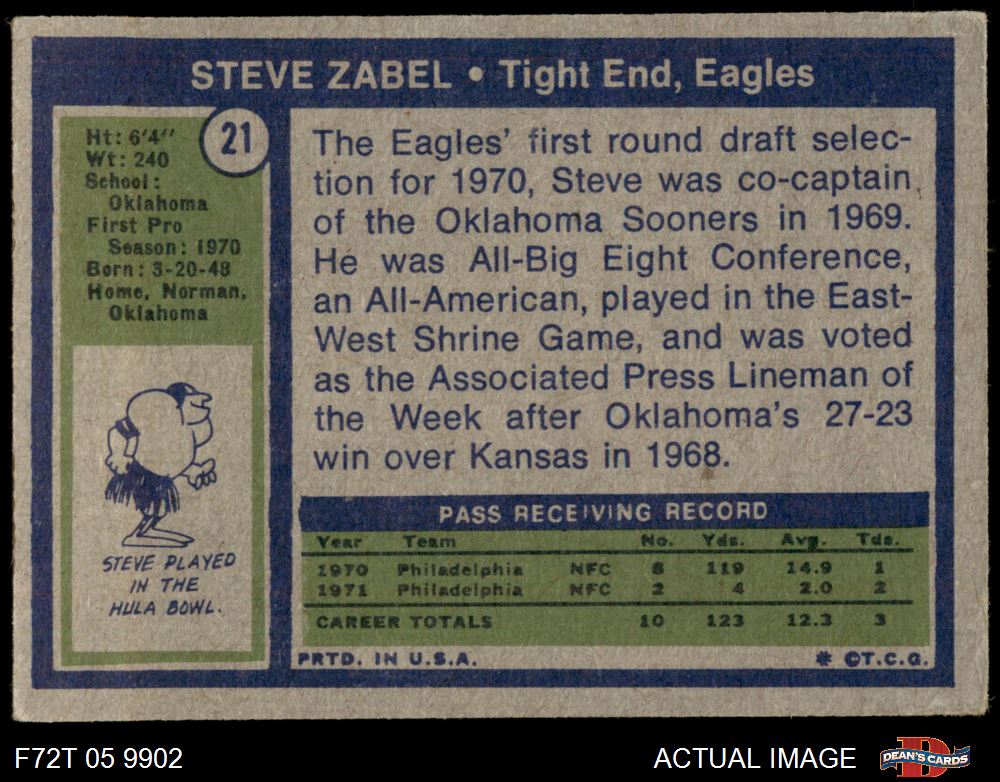 STEVE ZABEL • Tight End, Eagles
21
Ht: 6'4''
Wt: 240
School:
Oklahoma
First Pro
Season: 1970
Born: 3-20-48
Home, Norman,
Oklahoma
STEVE PLAYED
IN THE
HULA BOWL.
The Eagles' first round draft selec-
tion for 1970, Steve was co-captain
of the Oklahoma Sooners in 1969.
He was All-Big Eight Conference,
an All-American, played in the East-
West Shrine Game, and was voted
as the Associated Press Lineman of
the Week after Oklahoma's 27-23
win over Kansas in 1968.
PASS RECEIVING RECORD
Year Team No. Yds. Avg. Tds.
1970 Philadelphia NFC 8 119 14.9 1
1971 Philadelphia NFC 2 4 2.0 2
CAREER TOTALS 10 123 12.3 3
PRTD. IN U.S.A. * ©T.C.G.
F72T 05 9902 ACTUAL IMAGE DEAN'S CARDS